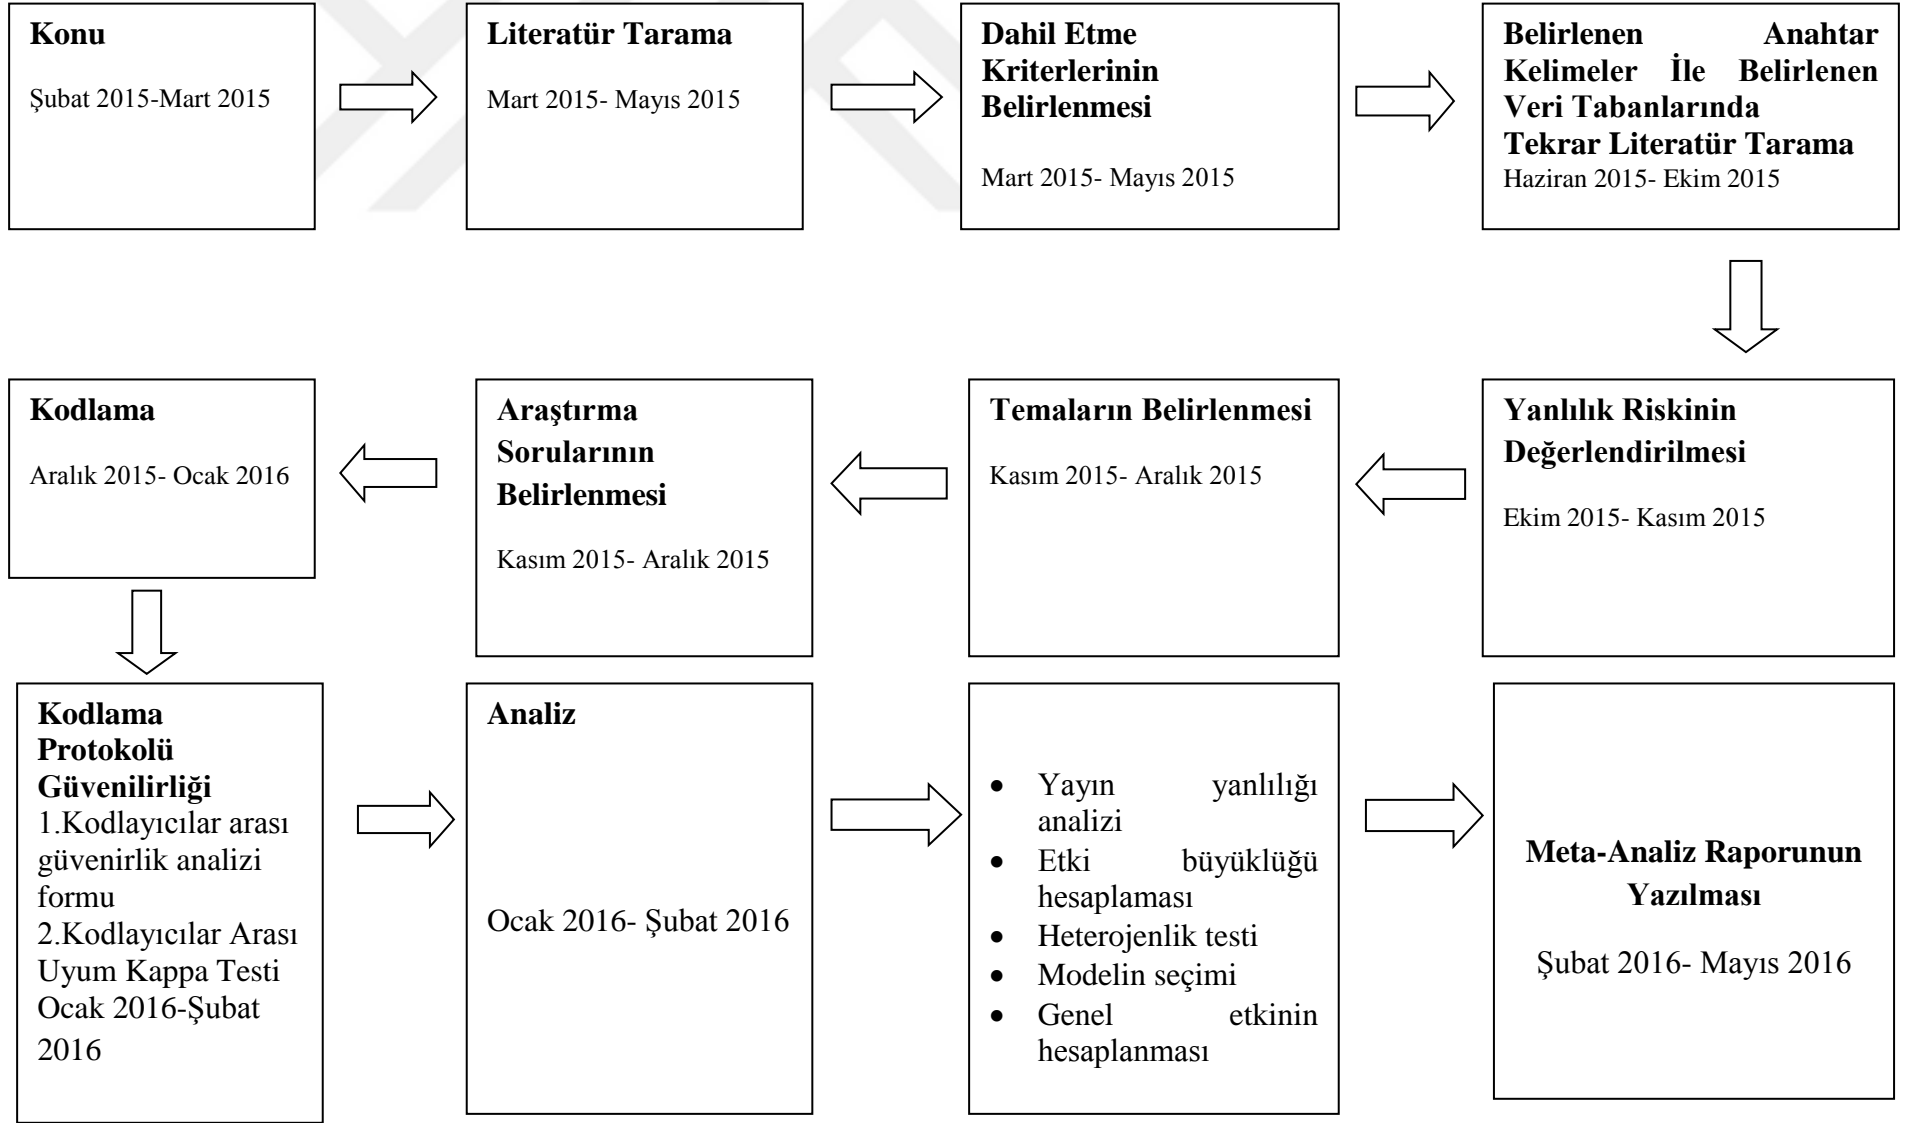 Konu
Şubat 2015-Mart 2015
Literatür Tarama
Mart 2015- Mayıs 2015
Dahil Etme
Kriterlerinin
Belirlenmesi
Mart 2015- Mayıs 2015
Belirlenen Anahtar
Kelimeler İle Belirlenen
Veri Tabanlarında
Tekrar Literatür Tarama
Haziran 2015- Ekim 2015
Yanlılık Riskinin
Değerlendirilmesi
Ekim 2015- Kasım 2015
Temaların Belirlenmesi
Kasım 2015- Aralık 2015
Araştırma
Sorularının
Belirlenmesi
Kasım 2015- Aralık 2015
Kodlama
Aralık 2015- Ocak 2016
Kodlama
Protokolü
Güvenilirliği
1.Kodlayıcılar arası
güvenirlik analizi
formu
2.Kodlayıcılar Arası
Uyum Kappa Testi
Ocak 2016-Şubat
2016
Analiz
Ocak 2016- Şubat 2016
• Yayın yanlılığı
analizi
• Etki büyüklüğü
hesaplaması
• Heterojenlik testi
• Modelin seçimi
• Genel etkinin
hesaplanması
Meta-Analiz Raporunun
Yazılması
Şubat 2016- Mayıs 2016